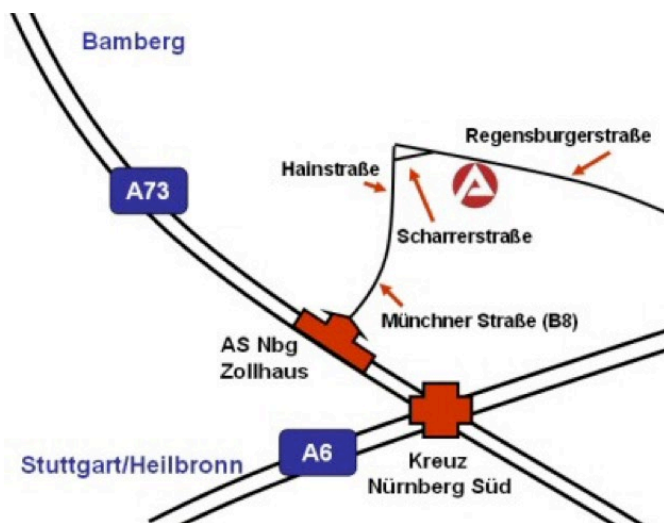 Bamberg
Regensburgerstraße
Hainstraße
A73
Scharrerstraße
Münchner Straße (B8)
AS Nbg
Zollhaus
A6
Stuttgart/Heilbronn
Kreuz
Nürnberg Süd